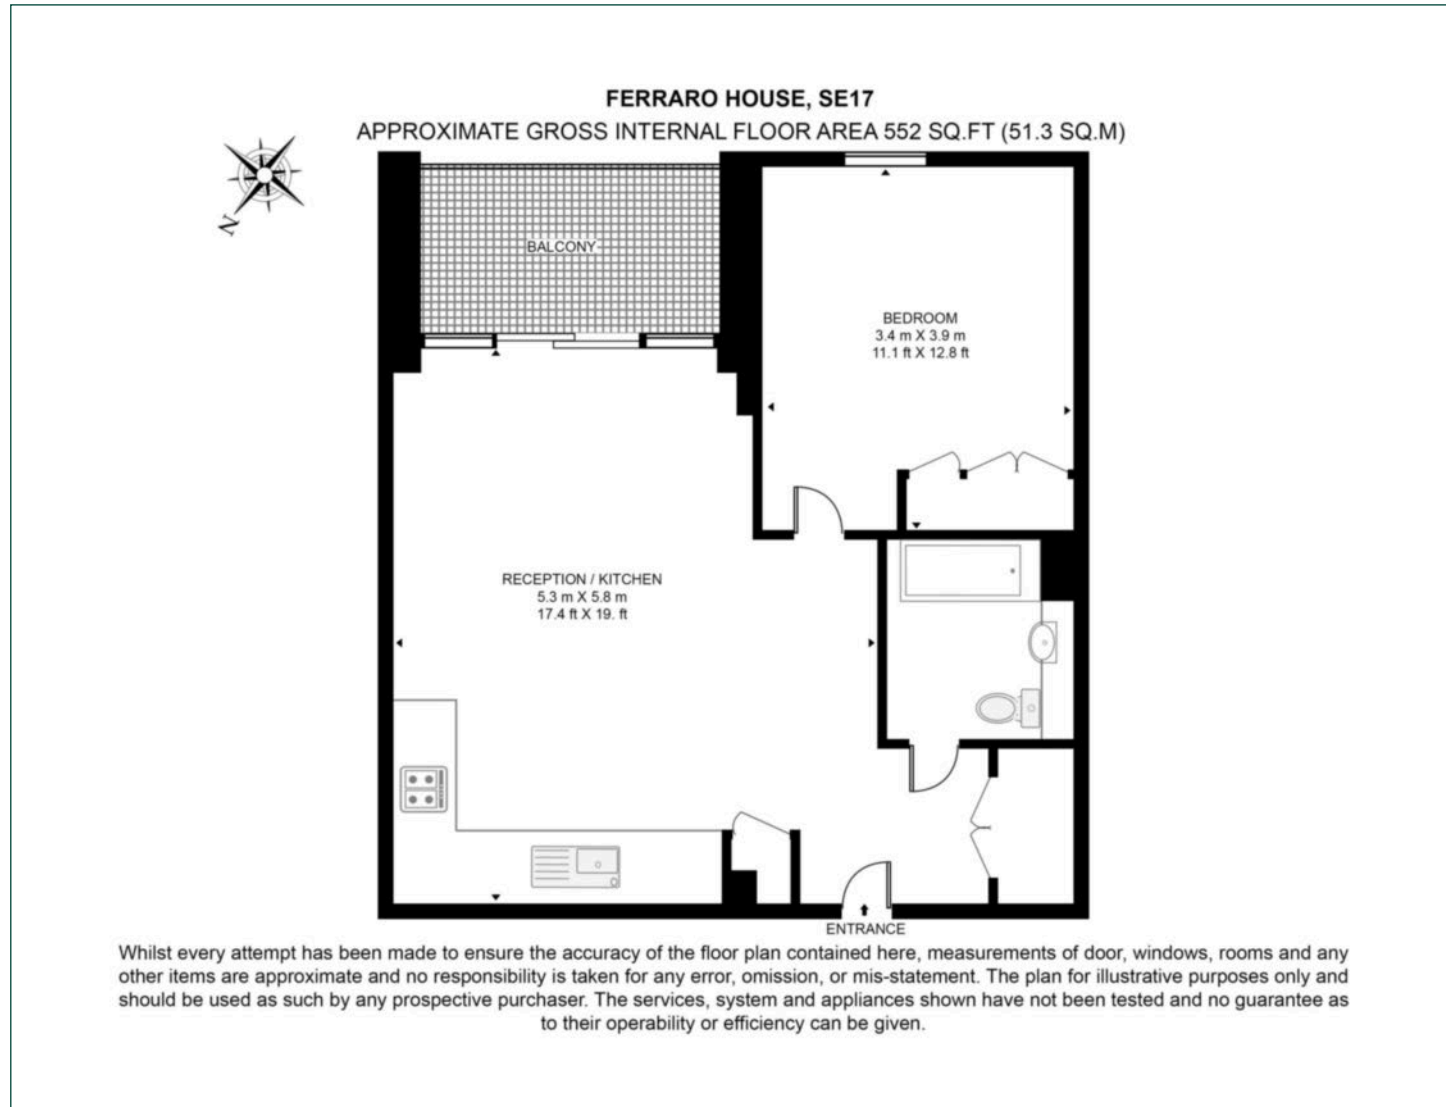 FERRARO HOUSE, SE17
APPROXIMATE GROSS INTERNAL FLOOR AREA 552 SQ.FT (51.3 SQ.M)
N
BALCONY
BEDROOM
3.4 m X 3.9 m
11.1 ft X 12.8 ft
RECEPTION / KITCHEN
5.3 m X 5.8 m
17.4 ft X 19. ft
ENTRANCE
Whilst every attempt has been made to ensure the accuracy of the floor plan contained here, measurements of door, windows, rooms and any
other items are approximate and no responsibility is taken for any error, omission, or mis-statement. The plan for illustrative purposes only and
should be used as such by any prospective purchaser. The services, system and appliances shown have not been tested and no guarantee as
to their operability or efficiency can be given.